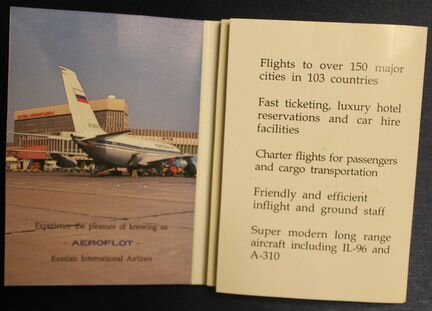 Experience the pleasure of knowing us
· AEROFLOT ·
Russian International Airlines
Flights to over 150 major
cities in 103 countries
Fast ticketing, luxury hotel
reservations and car hire
facilities
Charter flights for passengers
and cargo transportation
Friendly and efficient
inflight and ground staff
Super modern long range
aircraft including IL-96 and
A-310